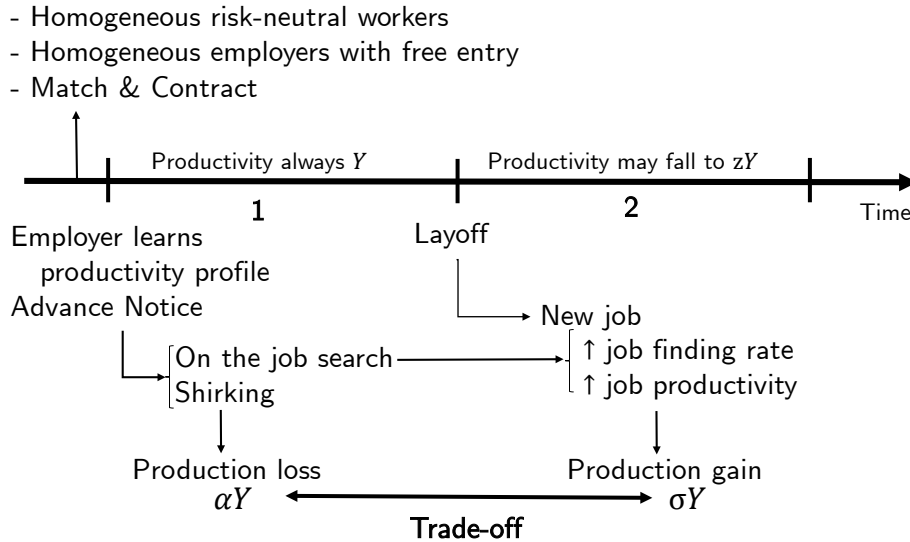 - Homogeneous risk-neutral workers
- Homogeneous employers with free entry
- Match & Contract
Productivity always Y
Productivity may fall to zY
1
2
Time
Employer learns
productivity profile
Advance Notice
Layoff
New job
On the job search
↑ job finding rate
Shirking
↑ job productivity
Production loss
Production gain
αY
σY
Trade-off